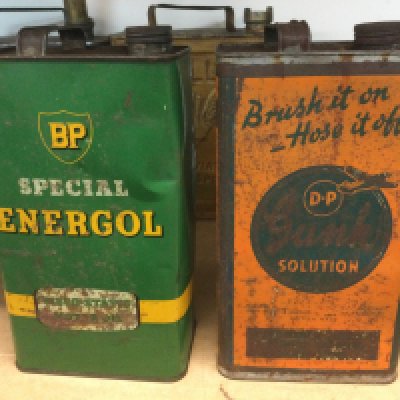 BP
SPECIAL
ENERGOL
Brush it on
- Hose it off
D-P
Gunk
SOLUTION